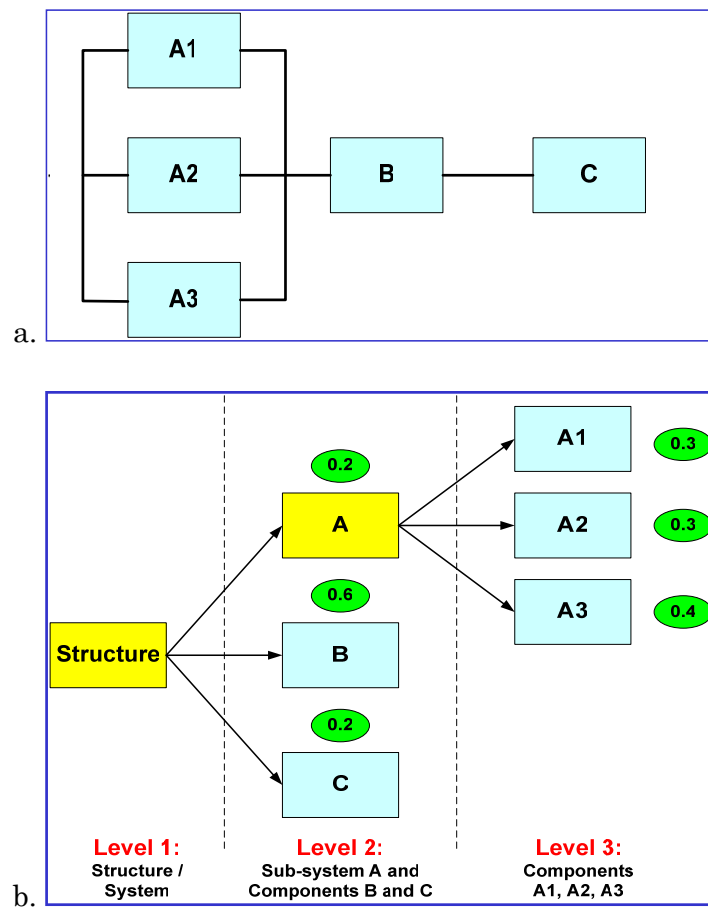 A1
A2
B
C
A3
a.
A1
0.3
0.2
A
A2
0.3
0.6
A3
0.4
Structure
B
0.2
C
Level 1:
Level 2:
Level 3:
Structure /
System
Sub-system A and
Components B and C
Components
A1, A2, A3
b.